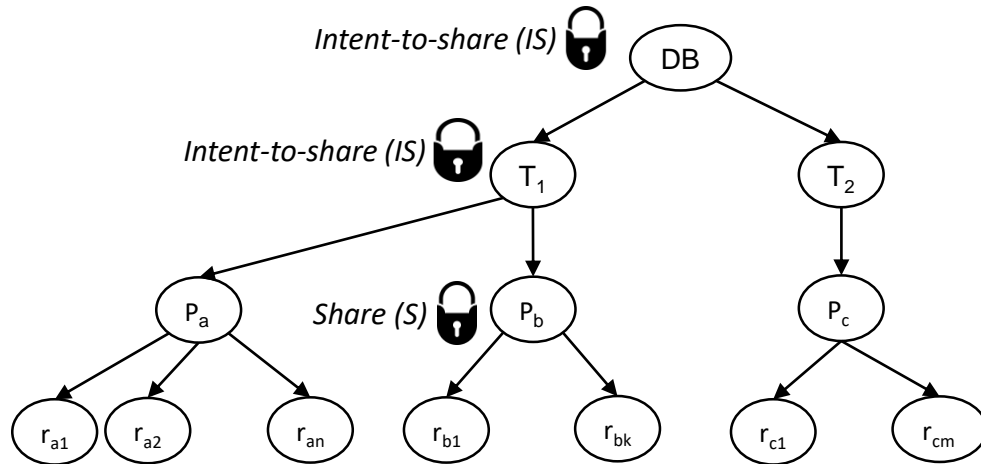 Intent-to-share (IS)
DB
Intent-to-share (IS)
T1
T2
Pa
Share (S)
Pb
Pc
ra1
ra2
ran
rb1
rbk
rc1
rcm